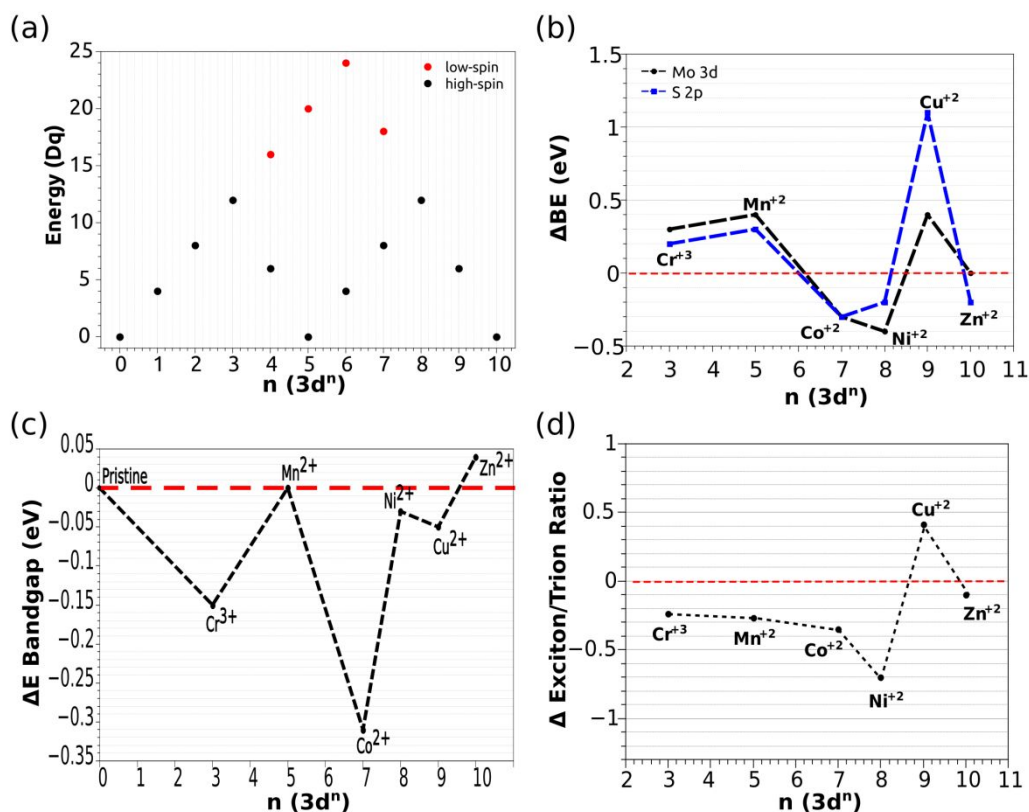 (a)
Energy (Dq)
25
20
15
10
5
0
low-spin
high-spin
0 1 2 3 4 5 6 7 8 9 10
n (3dⁿ)
(b)
ΔBE (eV)
1.5
1
0.5
0
−0.5
Mo 3d
S 2p
Cr⁺³
Mn⁺²
Co⁺²
Ni⁺²
Cu⁺²
Zn⁺²
2 3 4 5 6 7 8 9 10 11
n (3dⁿ)
(c)
ΔE Bandgap (eV)
0.05
0
−0.05
−0.1
−0.15
−0.2
−0.25
−0.3
−0.35
Pristine
Cr³⁺
Mn²⁺
Co²⁺
Ni²⁺
Cu²⁺
Zn²⁺
0 1 2 3 4 5 6 7 8 9 10
n (3dⁿ)
(d)
Δ Exciton/Trion Ratio
1
0.5
0
−0.5
−1
Cr⁺³
Mn⁺²
Co⁺²
Ni⁺²
Cu⁺²
Zn⁺²
2 3 4 5 6 7 8 9 10 11
n (3dⁿ)